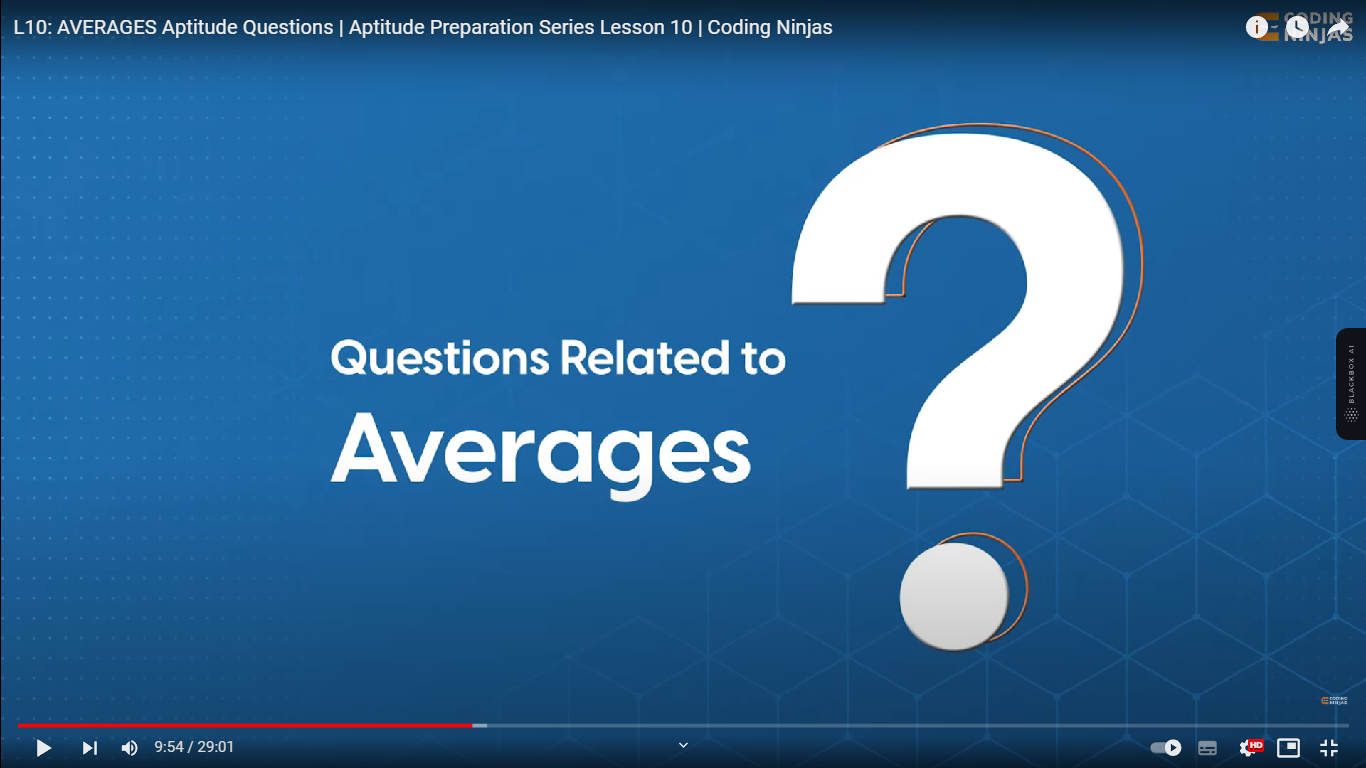 L10: AVERAGES Aptitude Questions | Aptitude Preparation Series Lesson 10 | Coding Ninjas
CODING
NINJAS
Questions Related to
Averages
?
BLACKBOX AI
CODING
NINJAS
9:54 / 29:01
HD